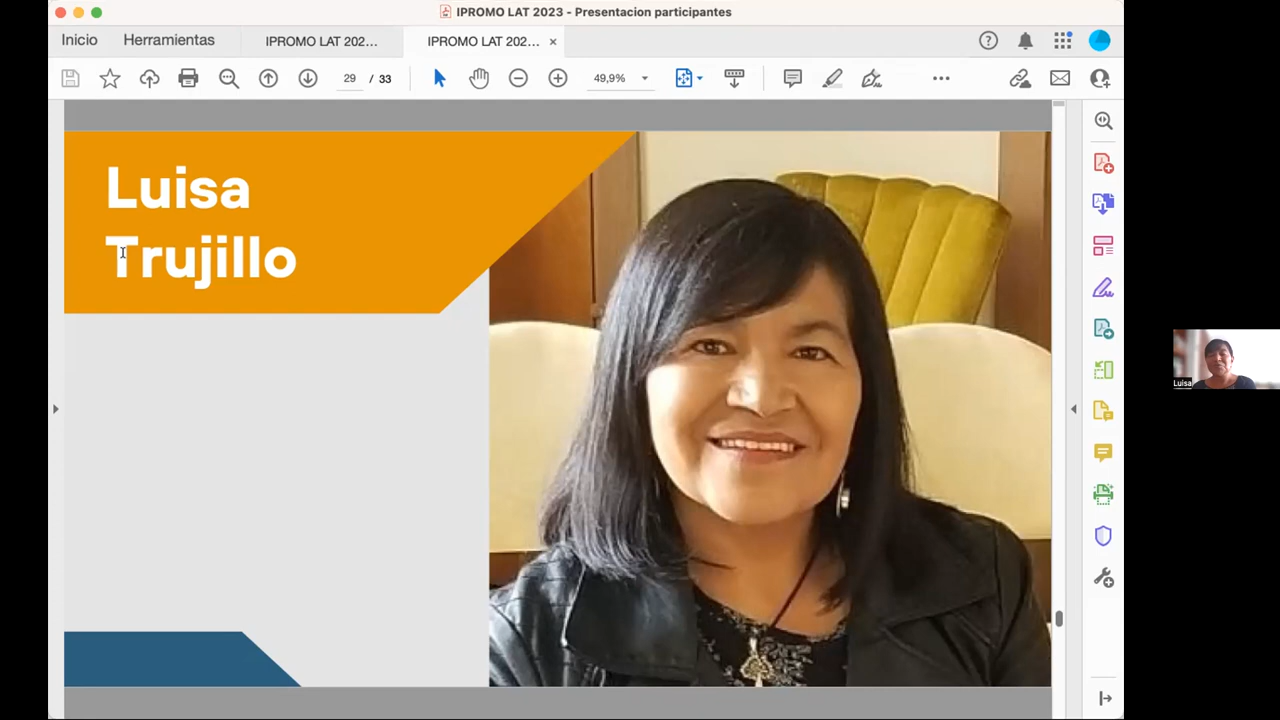 IPROMO LAT 2023 - Presentacion participantes
Inicio
Herramientas
IPROMO LAT 202...
IPROMO LAT 202...
29 / 33
49,9%
Luisa
Trujillo
Luisa